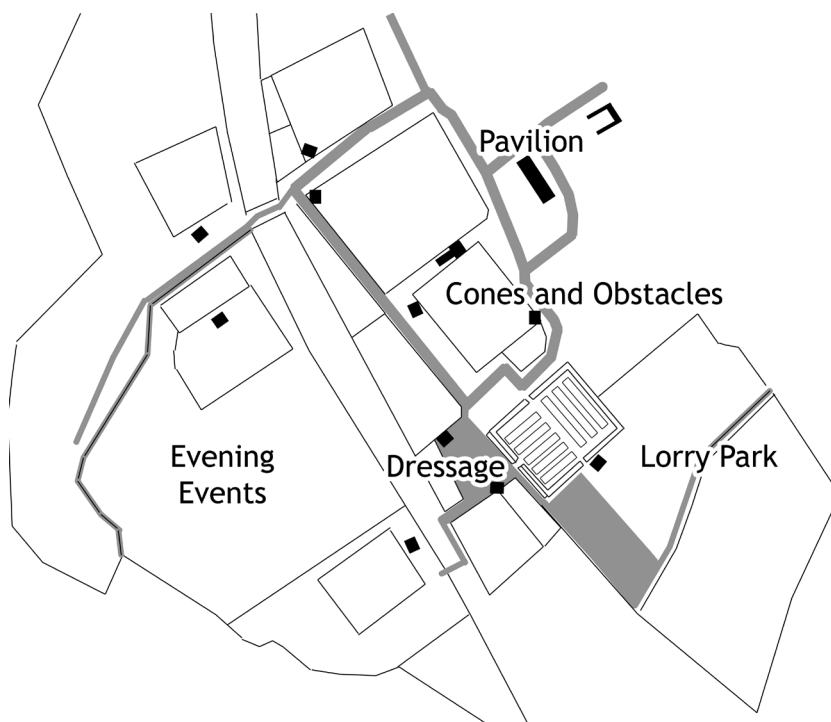 Pavilion
Cones and Obstacles
Evening
Events
Dressage
Lorry Park